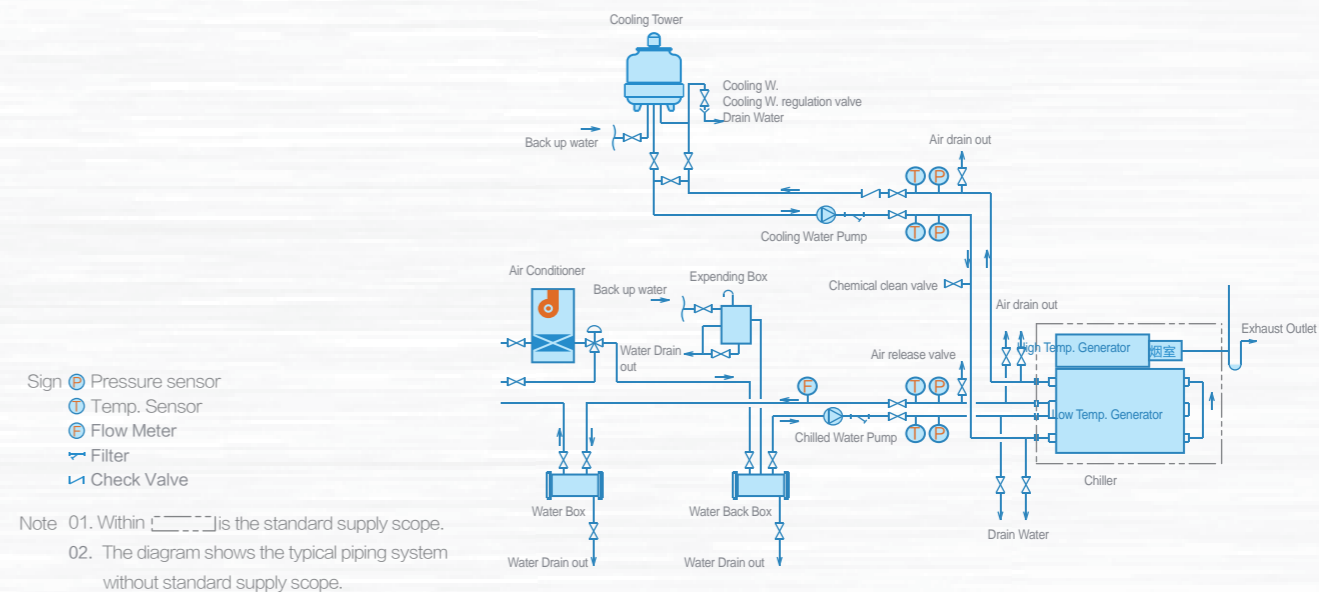 Cooling Tower
Cooling W.
Cooling W. regulation valve
Drain Water
Back up water
Air drain out
T P
T P
Cooling Water Pump
Air Conditioner
Expending Box
Back up water
Chemical clean valve
Air drain out
Exhaust Outlet
High Temp. Generator
烟室
Water Drain
out
Air release valve
F
T P
Low Temp. Generator
Chilled Water Pump
T P
Chiller
Water Box
Water Back Box
Drain Water
Water Drain out
Water Drain out
Sign P Pressure sensor
T Temp. Sensor
F Flow Meter
Filter
Check Valve
Note 01. Within is the standard supply scope.
02. The diagram shows the typical piping system
without standard supply scope.